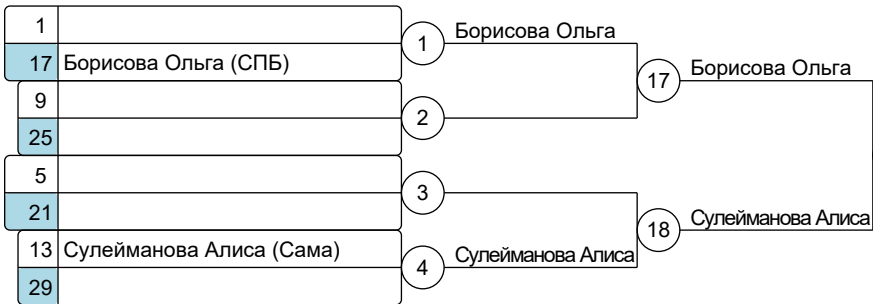 1
1 Борисова Ольга
17 Борисова Ольга (СПБ)
17 Борисова Ольга
9
2
25
5
3
21
18 Сулейманова Алиса
13 Сулейманова Алиса (Сама)
4 Сулейманова Алиса
29